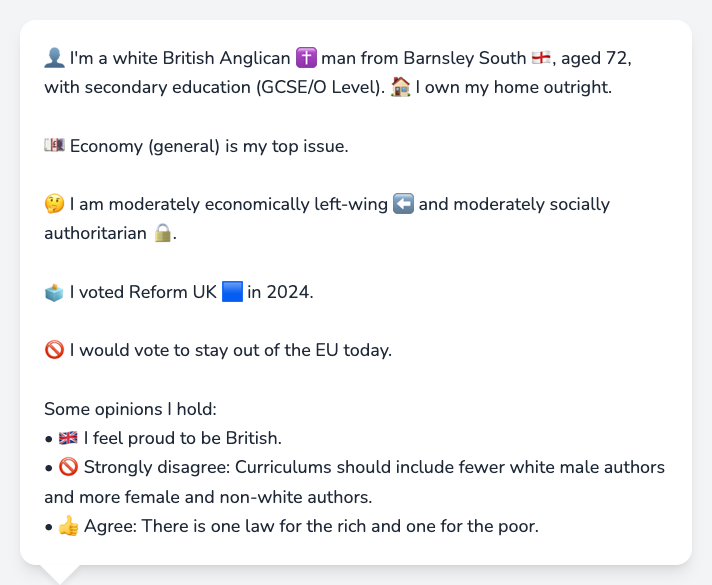 👤 I'm a white British Anglican ✝️ man from Barnsley South 🏴󠁧󠁢󠁥󠁮󠁧󠁿, aged 72,
with secondary education (GCSE/O Level). 🏠 I own my home outright.
💷 Economy (general) is my top issue.
🤔 I am moderately economically left-wing ⬅️ and moderately socially
authoritarian 🔒.
🗳️ I voted Reform UK 🟦 in 2024.
🚫 I would vote to stay out of the EU today.
Some opinions I hold:
• 🇬🇧 I feel proud to be British.
• 🚫 Strongly disagree: Curriculums should include fewer white male authors
and more female and non-white authors.
• 👍 Agree: There is one law for the rich and one for the poor.